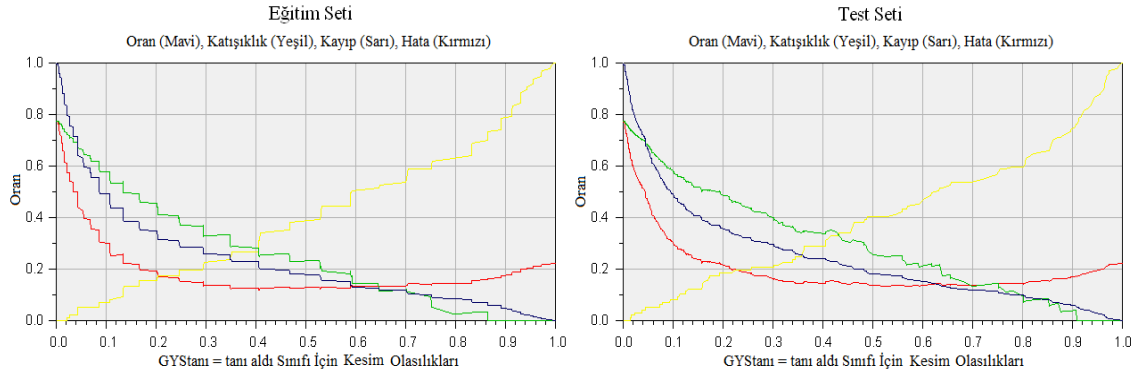 Eğitim Seti
Oran (Mavi), Katışıklık (Yeşil), Kayıp (Sarı), Hata (Kırmızı)
1.0
0.8
0.6
0.4
0.2
0.0
Oran
0.0 0.1 0.2 0.3 0.4 0.5 0.6 0.7 0.8 0.9 1.0
GYStanı = tanı aldı Sınıfı İçin Kesim Olasılıkları
Test Seti
Oran (Mavi), Katışıklık (Yeşil), Kayıp (Sarı), Hata (Kırmızı)
1.0
0.8
0.6
0.4
0.2
0.0
Oran
0.0 0.1 0.2 0.3 0.4 0.5 0.6 0.7 0.8 0.9 1.0
GYStanı = tanı aldı Sınıfı İçin Kesim Olasılıkları